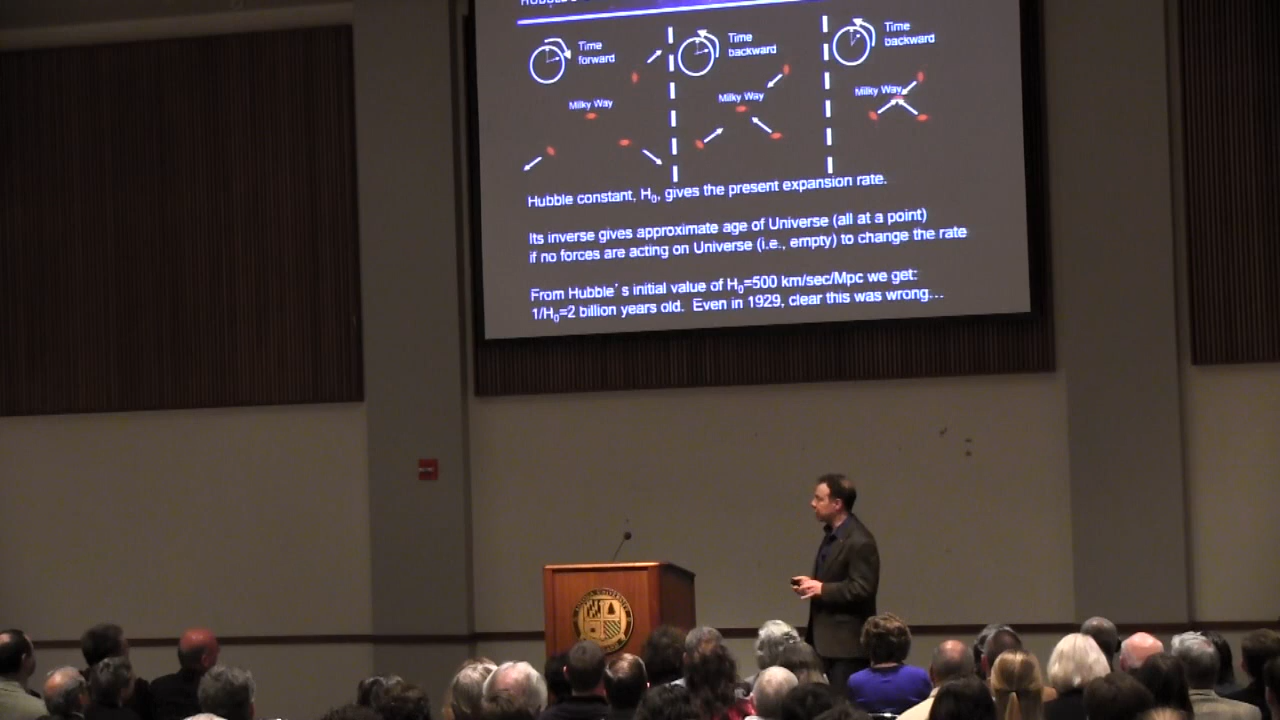 Time
forward
Milky Way
Time
backward
Milky Way
Time
backward
Milky Way
Hubble constant, H₀, gives the present expansion rate.
Its inverse gives approximate age of Universe (all at a point)
if no forces are acting on Universe (i.e., empty) to change the rate
From Hubble's initial value of H₀=500 km/sec/Mpc we get:
1/H₀=2 billion years old. Even in 1929, clear this was wrong…